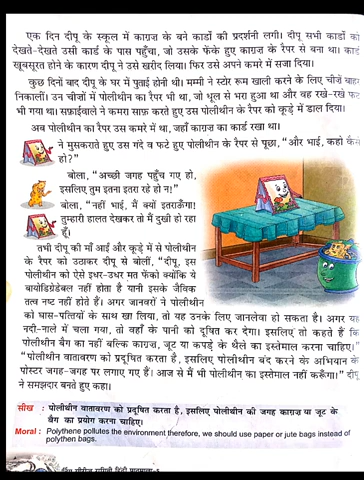 एक दिन दीपू के स्कूल में काग़ज़ के बने कार्डों की प्रदर्शनी लगी। दीपू सभी कार्डों को
देखते-देखते उसी कार्ड के पास पहुँचा, जो उसके फेंके हुए काग़ज़ के रैपर से बना था। कार्ड
खूबसूरत होने के कारण दीपू ने उसे खरीद लिया। फिर उसे अपने कमरे में सजा दिया।
कुछ दिनों बाद दीपू के घर में पुताई होनी थी। मम्मी ने स्टोर रूम खाली करने के लिए चीज़ें बाहर
निकालीं। उन चीज़ों में पोलीथीन का रैपर भी था, जो धूल से भरा हुआ था और वह रखे-रखे फट
भी गया था। सफ़ाईवाले ने कमरा साफ़ करते हुए उस पोलीथीन के रैपर को कूड़े में डाल दिया।
अब पोलीथीन का रैपर उस कमरे में था, जहाँ काग़ज़ का कार्ड रखा था।
ने मुसकराते हुए उस गंदे व फटे हुए पोलीथीन के रैपर से पूछा, “और भाई, कहो कैसे
हो?”
बोला, “अच्छी जगह पहुँच गए हो,
इसलिए तुम इतना इतरा रहे हो न!”
बोला, “नहीं भाई, मैं क्यों इतराऊँगा!
तुम्हारी हालत देखकर तो मैं दुखी हो रहा
हूँ।
तभी दीपू की माँ आईं और कूड़े में से पोलीथीन
के रैपर को उठाकर दीपू से बोलीं, “दीपू, इस
पोलीथीन को ऐसे इधर-उधर मत फेंको क्योंकि ये
बायोडिग्रेडेबल नहीं होता है यानी इसके जैविक
तत्व नष्ट नहीं होते हैं। अगर जानवरों ने पोलीथीन
को घास-पत्तियों के साथ खा लिया, तो यह उनके लिए जानलेवा हो सकता है। अगर यह
नदी-नाले में चला गया, तो वहाँ के पानी को दूषित कर देगा। इसलिए तो कहते हैं कि
पोलीथीन बैग का नहीं बल्कि काग़ज़, जूट या कपड़े के थैले का इस्तेमाल करना चाहिए।”
“पोलीथीन वातावरण को प्रदूषित करता है, इसलिए पोलीथीन बंद करने के अभियान के
पोस्टर जगह-जगह पर लगाए गए हैं। आज से मैं भी पोलीथीन का इस्तेमाल नहीं करूँगा।” दीपू
ने समझदार बनते हुए कहा।
सीख : पोलीथीन वातावरण को प्रदूषित करता है, इसलिए पोलीथीन की जगह काग़ज़ या जूट के
बैग का प्रयोग करना चाहिए।
Moral : Polythene pollutes the environment therefore, we should use paper or jute bags instead of
polythen bags.